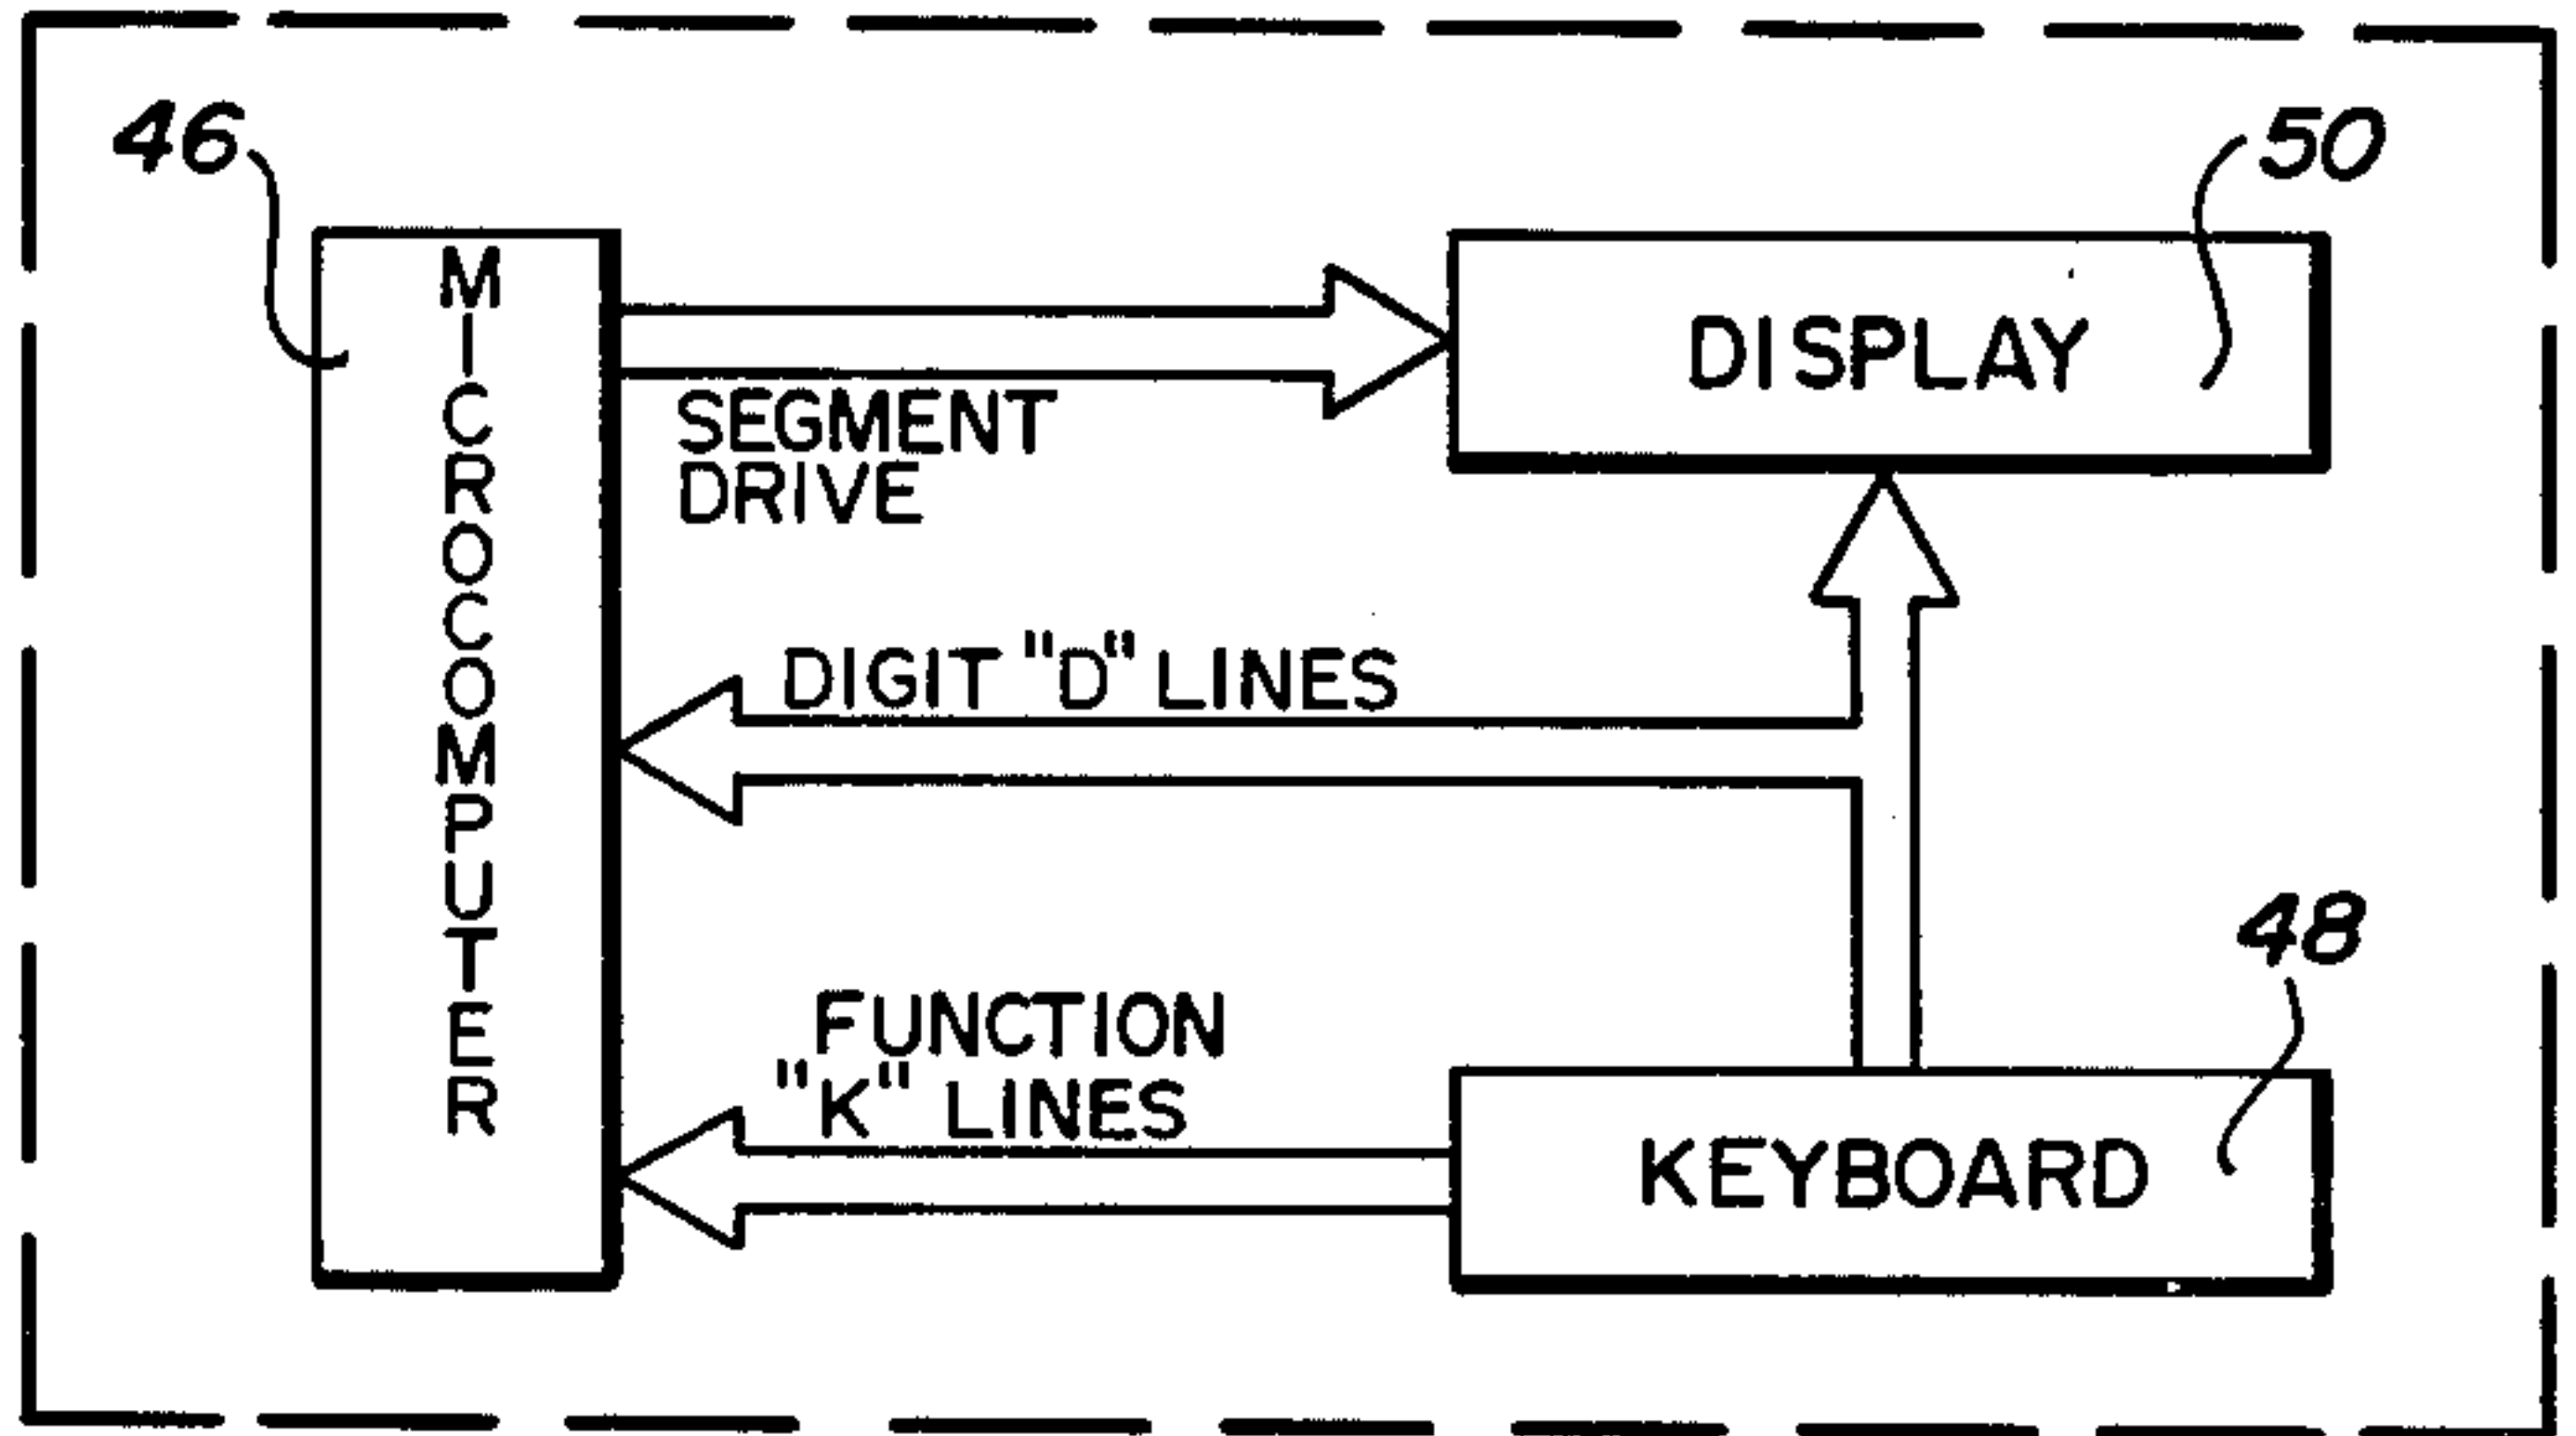 46
50
MICROCOMPUTER
DISPLAY
SEGMENT
DRIVE
DIGIT "D" LINES
48
FUNCTION
"K" LINES
KEYBOARD